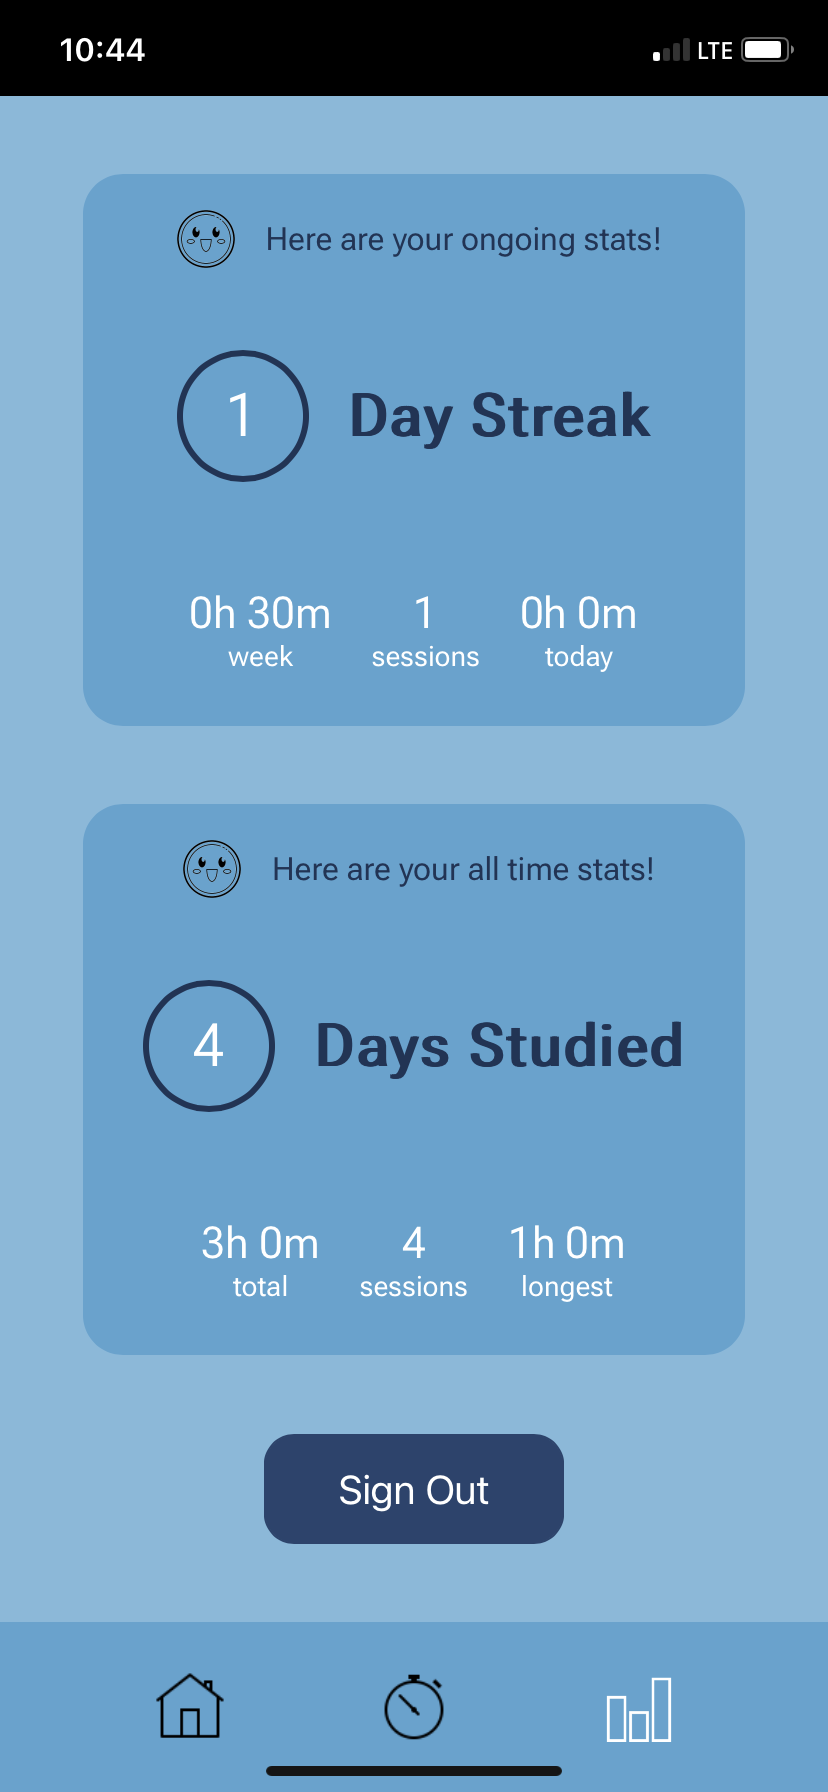 10:44 LTE
Here are your ongoing stats!
1 Day Streak
0h 30m 1 0h 0m
week sessions today
Here are your all time stats!
4 Days Studied
3h 0m 4 1h 0m
total sessions longest
Sign Out